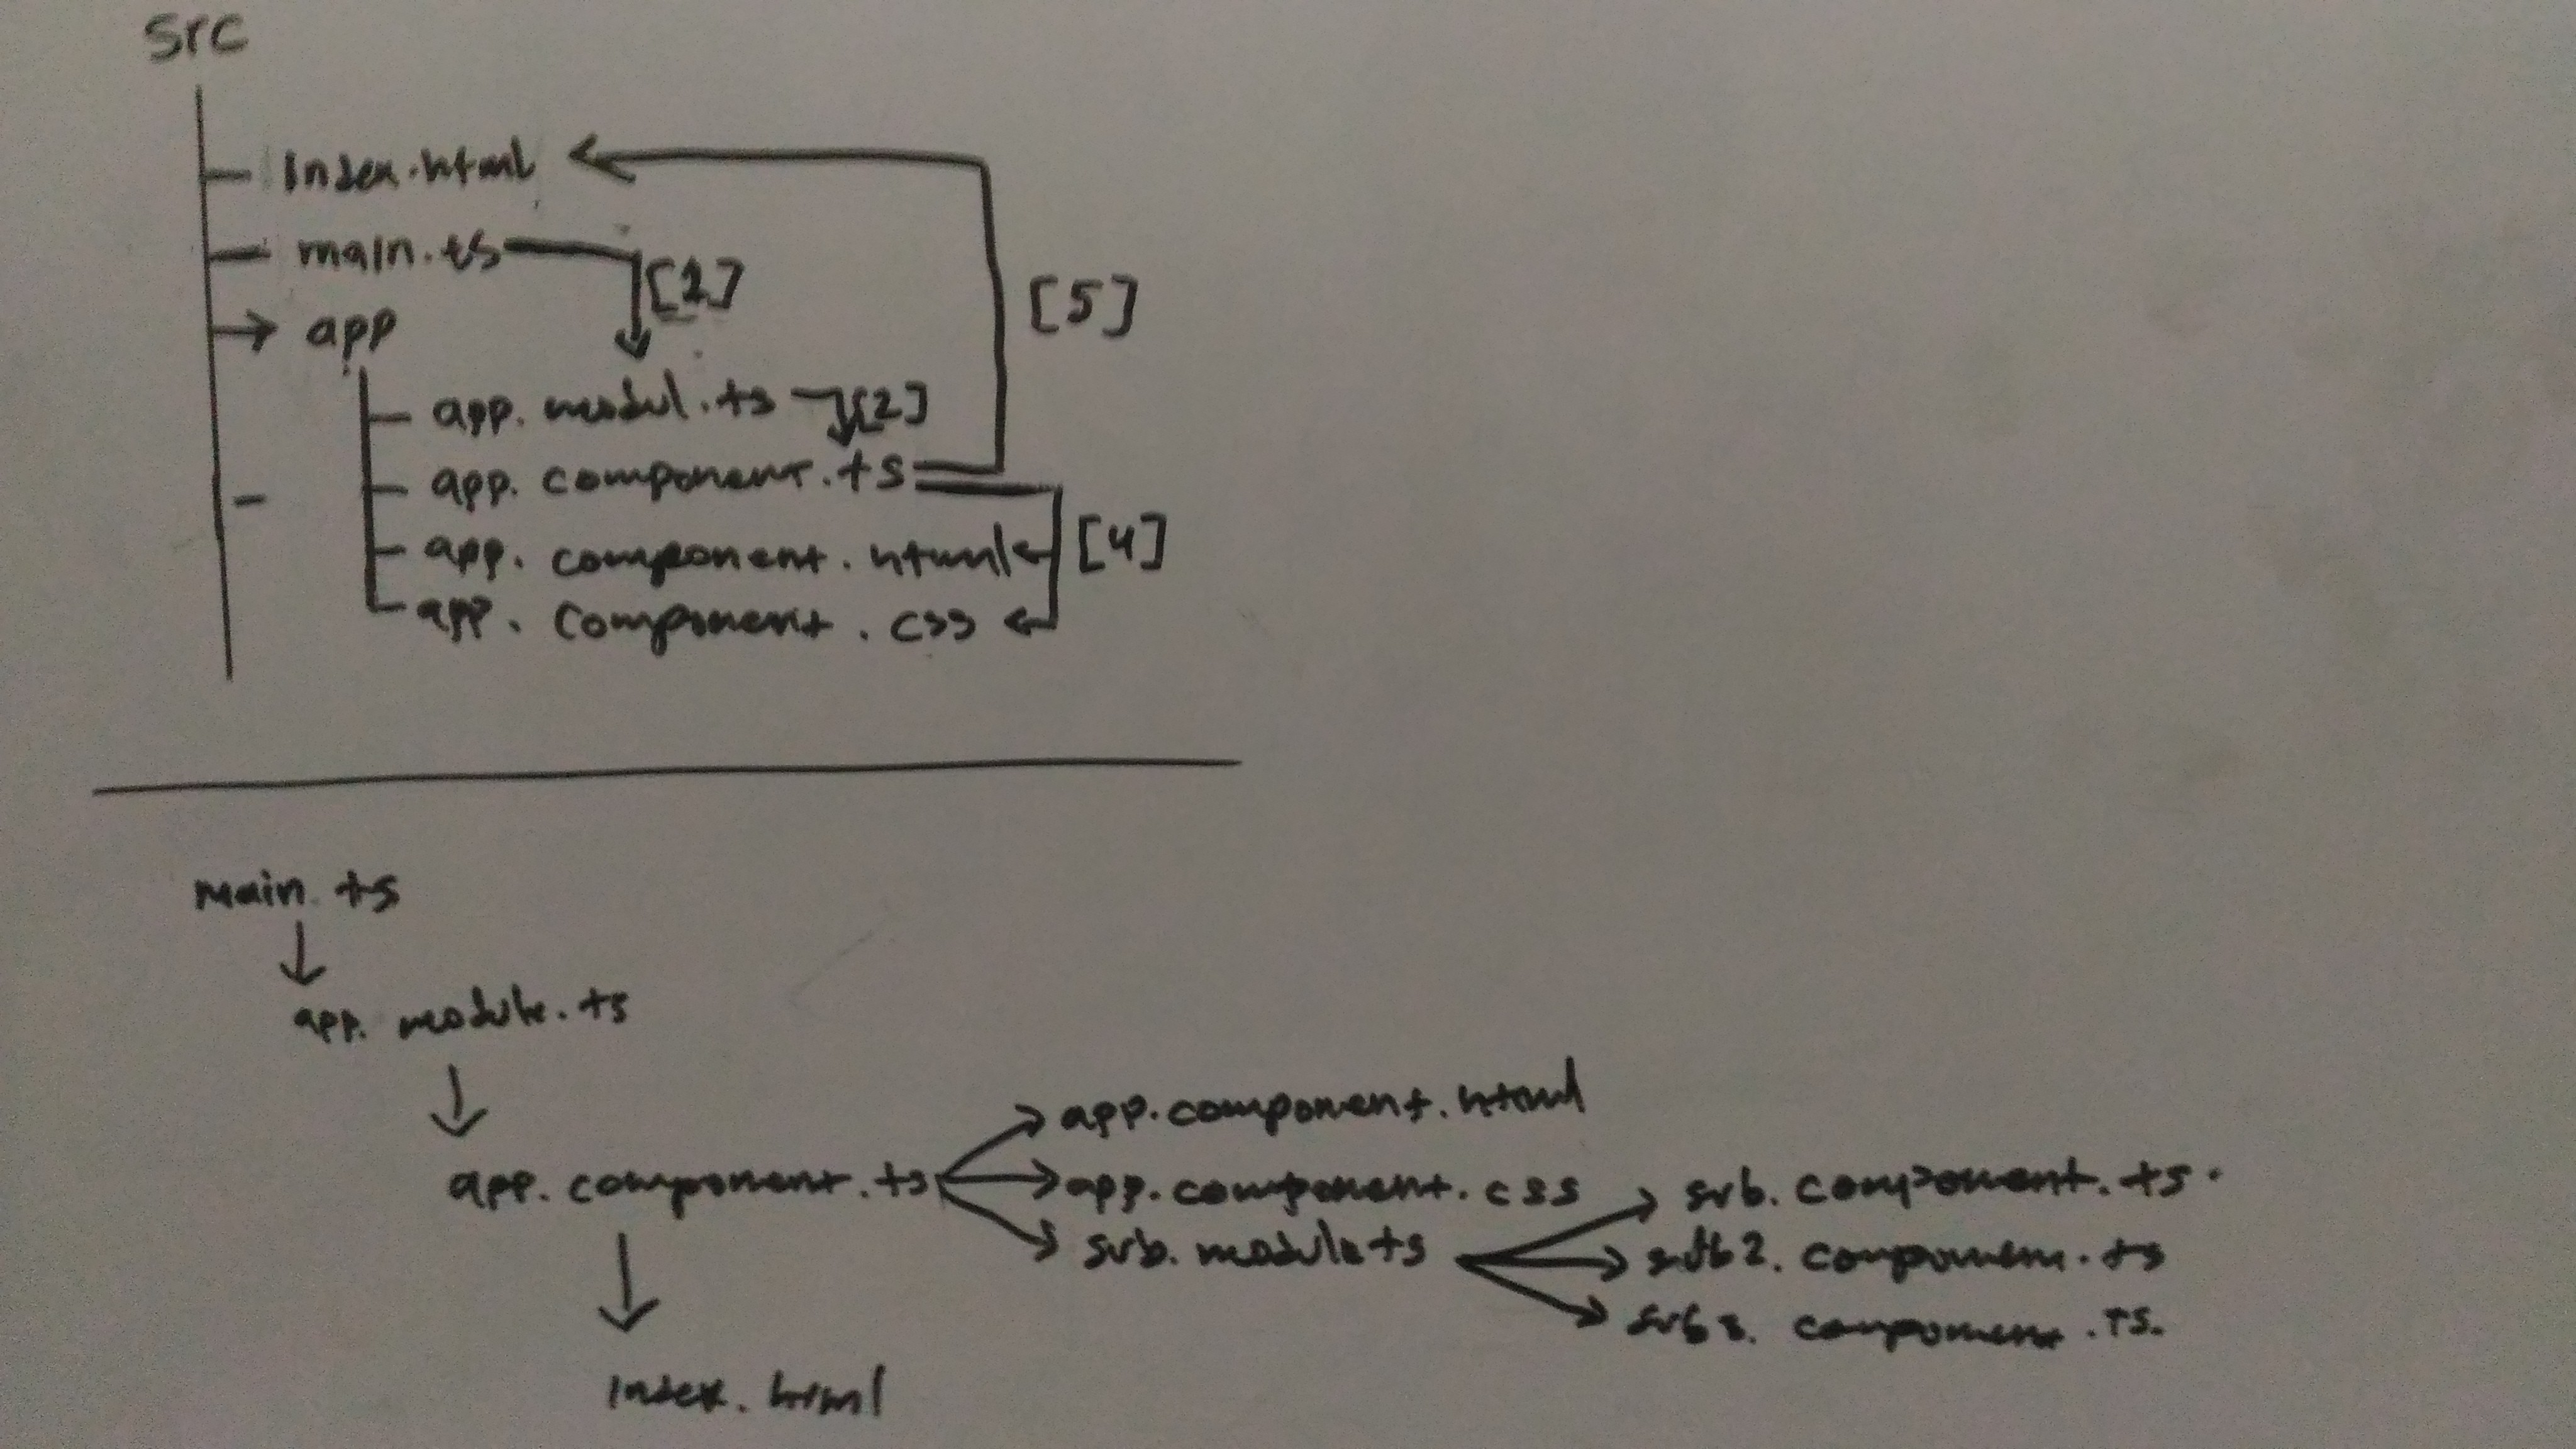 src
index.html
main.ts
[1]
app
app.modul.ts [2]
app.component.ts
[5]
app.component.html
[4]
app.component.css
main.ts
app.module.ts
app.component.ts
app.component.html
app.component.css
sub.module ts
sub.component.ts.
sub2.component.ts
component.ts.
index.html